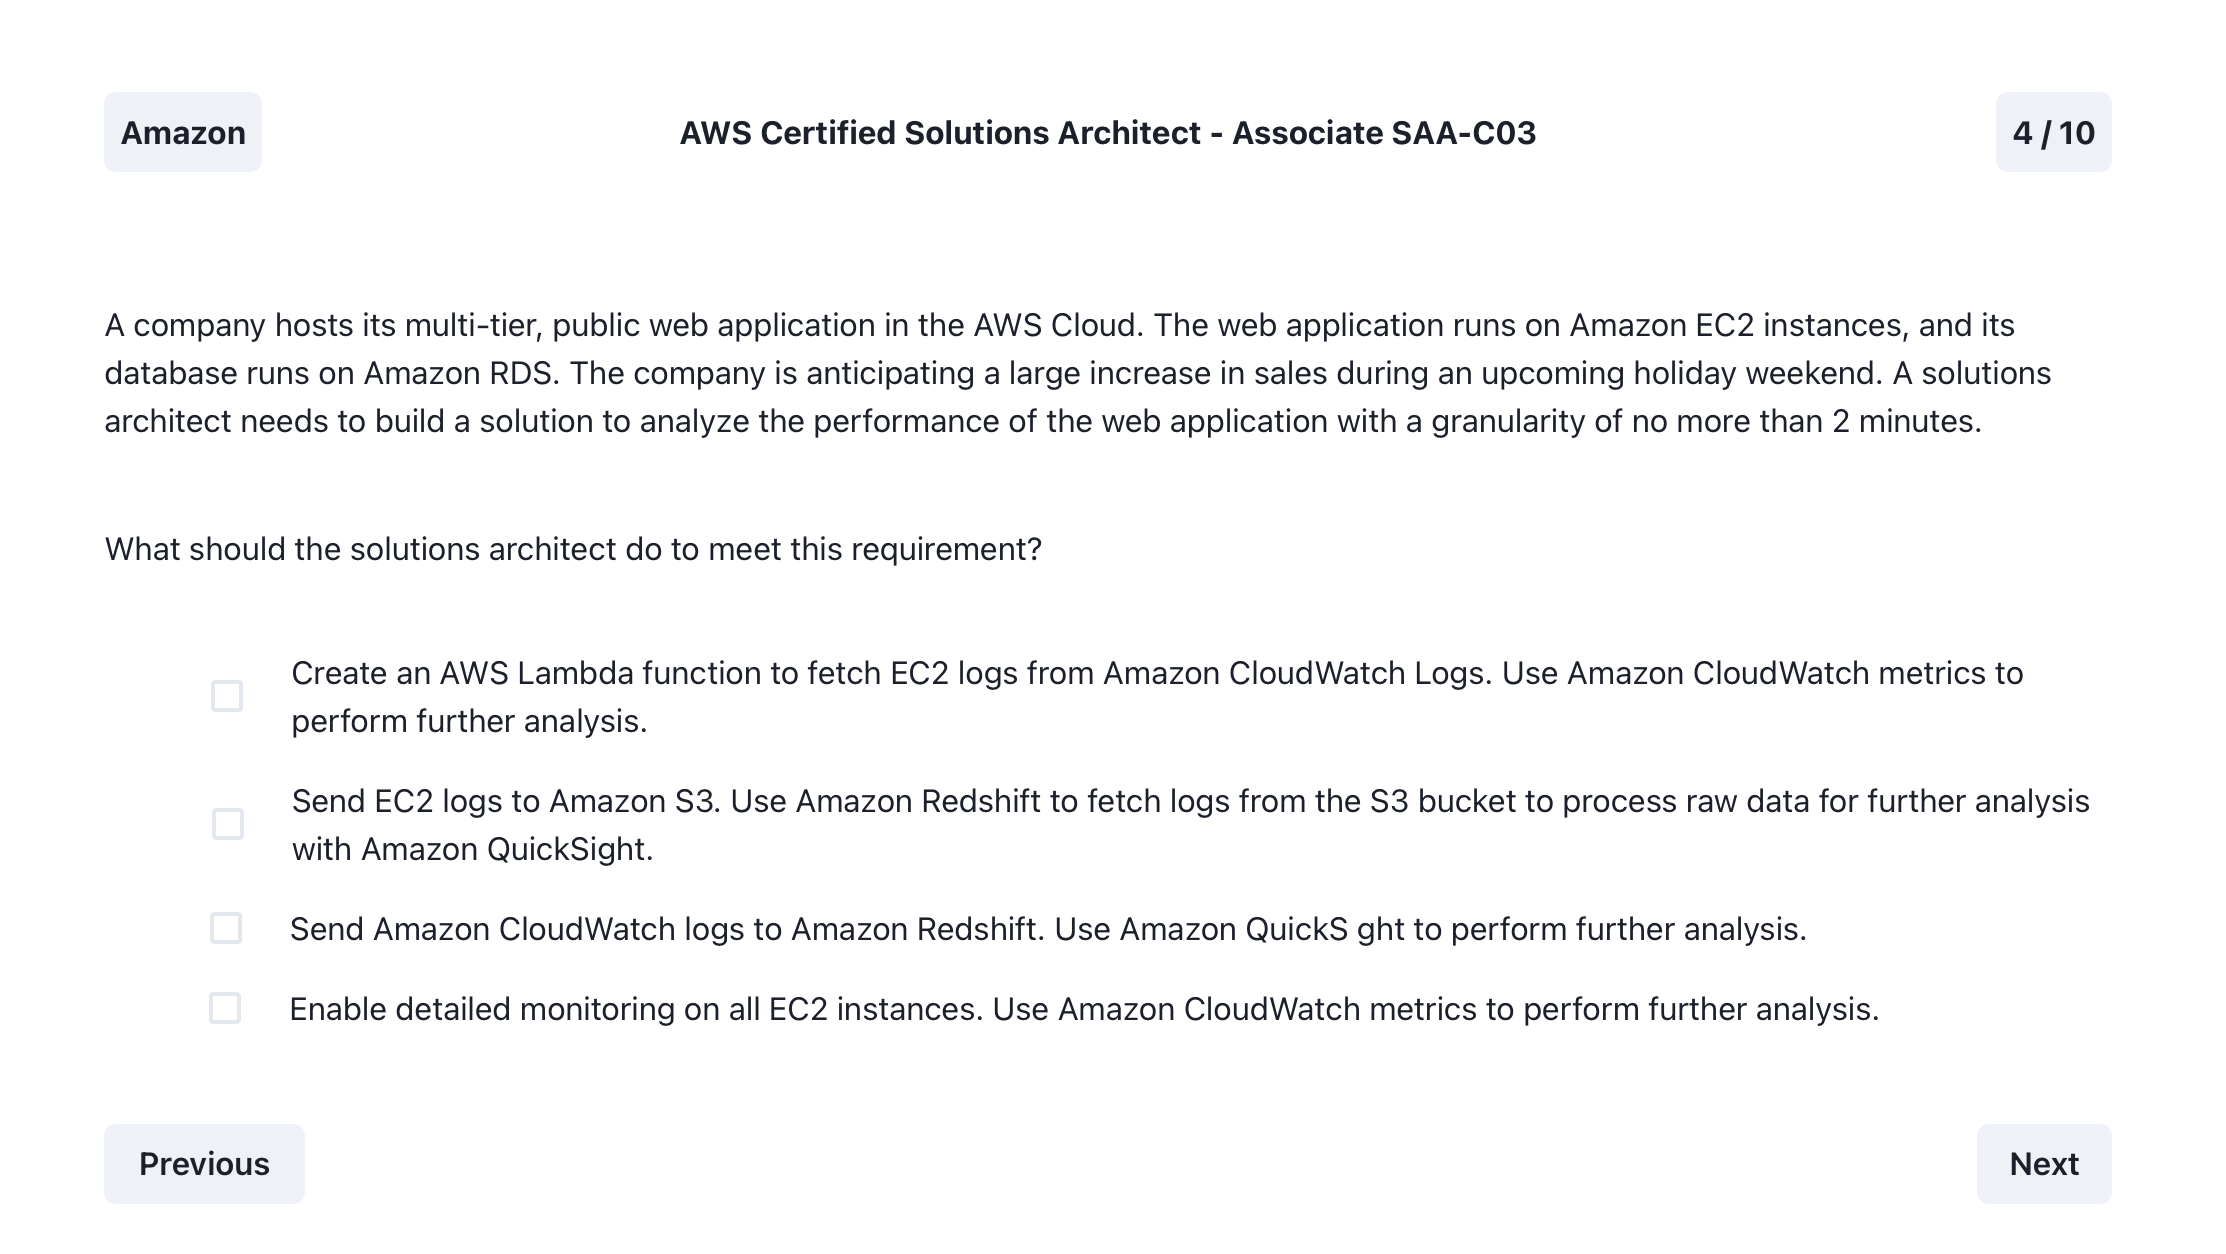 Amazon
AWS Certified Solutions Architect - Associate SAA-C03
4 / 10
A company hosts its multi-tier, public web application in the AWS Cloud. The web application runs on Amazon EC2 instances, and its
database runs on Amazon RDS. The company is anticipating a large increase in sales during an upcoming holiday weekend. A solutions
architect needs to build a solution to analyze the performance of the web application with a granularity of no more than 2 minutes.
What should the solutions architect do to meet this requirement?
Create an AWS Lambda function to fetch EC2 logs from Amazon CloudWatch Logs. Use Amazon CloudWatch metrics to
perform further analysis.
Send EC2 logs to Amazon S3. Use Amazon Redshift to fetch logs from the S3 bucket to process raw data for further analysis
with Amazon QuickSight.
Send Amazon CloudWatch logs to Amazon Redshift. Use Amazon QuickS ght to perform further analysis.
Enable detailed monitoring on all EC2 instances. Use Amazon CloudWatch metrics to perform further analysis.
Previous
Next